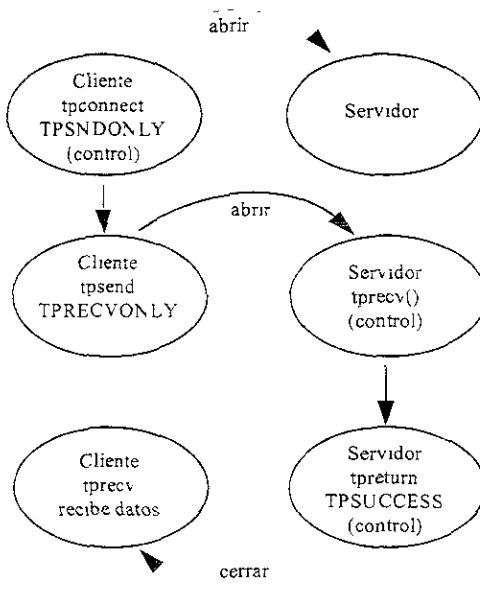 abrir
Cliente
tpconnect
TPSNDONLY
(control)
Servidor
abrir
Cliente
tpsend
TPRECVONLY
Servidor
tprecv()
(control)
Cliente
tprecv
recibe datos
Servidor
tpreturn
TPSUCCESS
(control)
cerrar